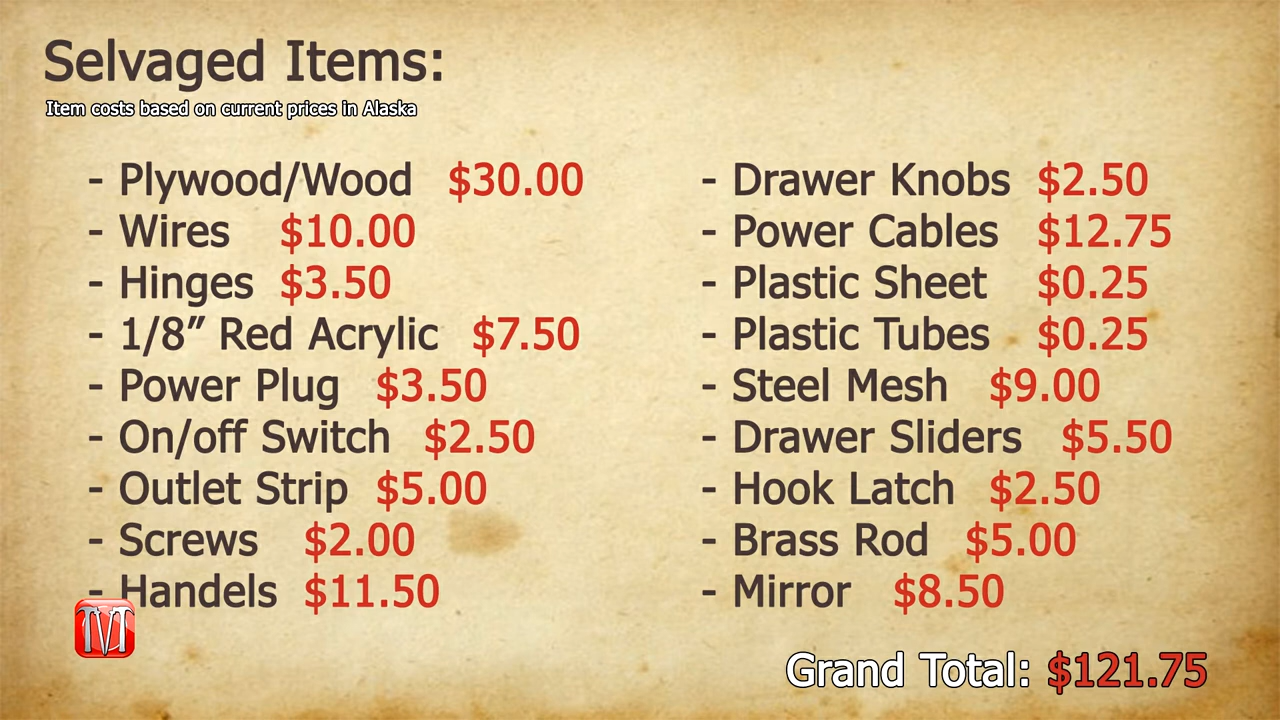 Selvaged Items:
Item costs based on current prices in Alaska
- Plywood/Wood $30.00
- Wires $10.00
- Hinges $3.50
- 1/8” Red Acrylic $7.50
- Power Plug $3.50
- On/off Switch $2.50
- Outlet Strip $5.00
- Screws $2.00
- Handels $11.50
- Drawer Knobs $2.50
- Power Cables $12.75
- Plastic Sheet $0.25
- Plastic Tubes $0.25
- Steel Mesh $9.00
- Drawer Sliders $5.50
- Hook Latch $2.50
- Brass Rod $5.00
- Mirror $8.50
TVT
Grand Total: $121.75